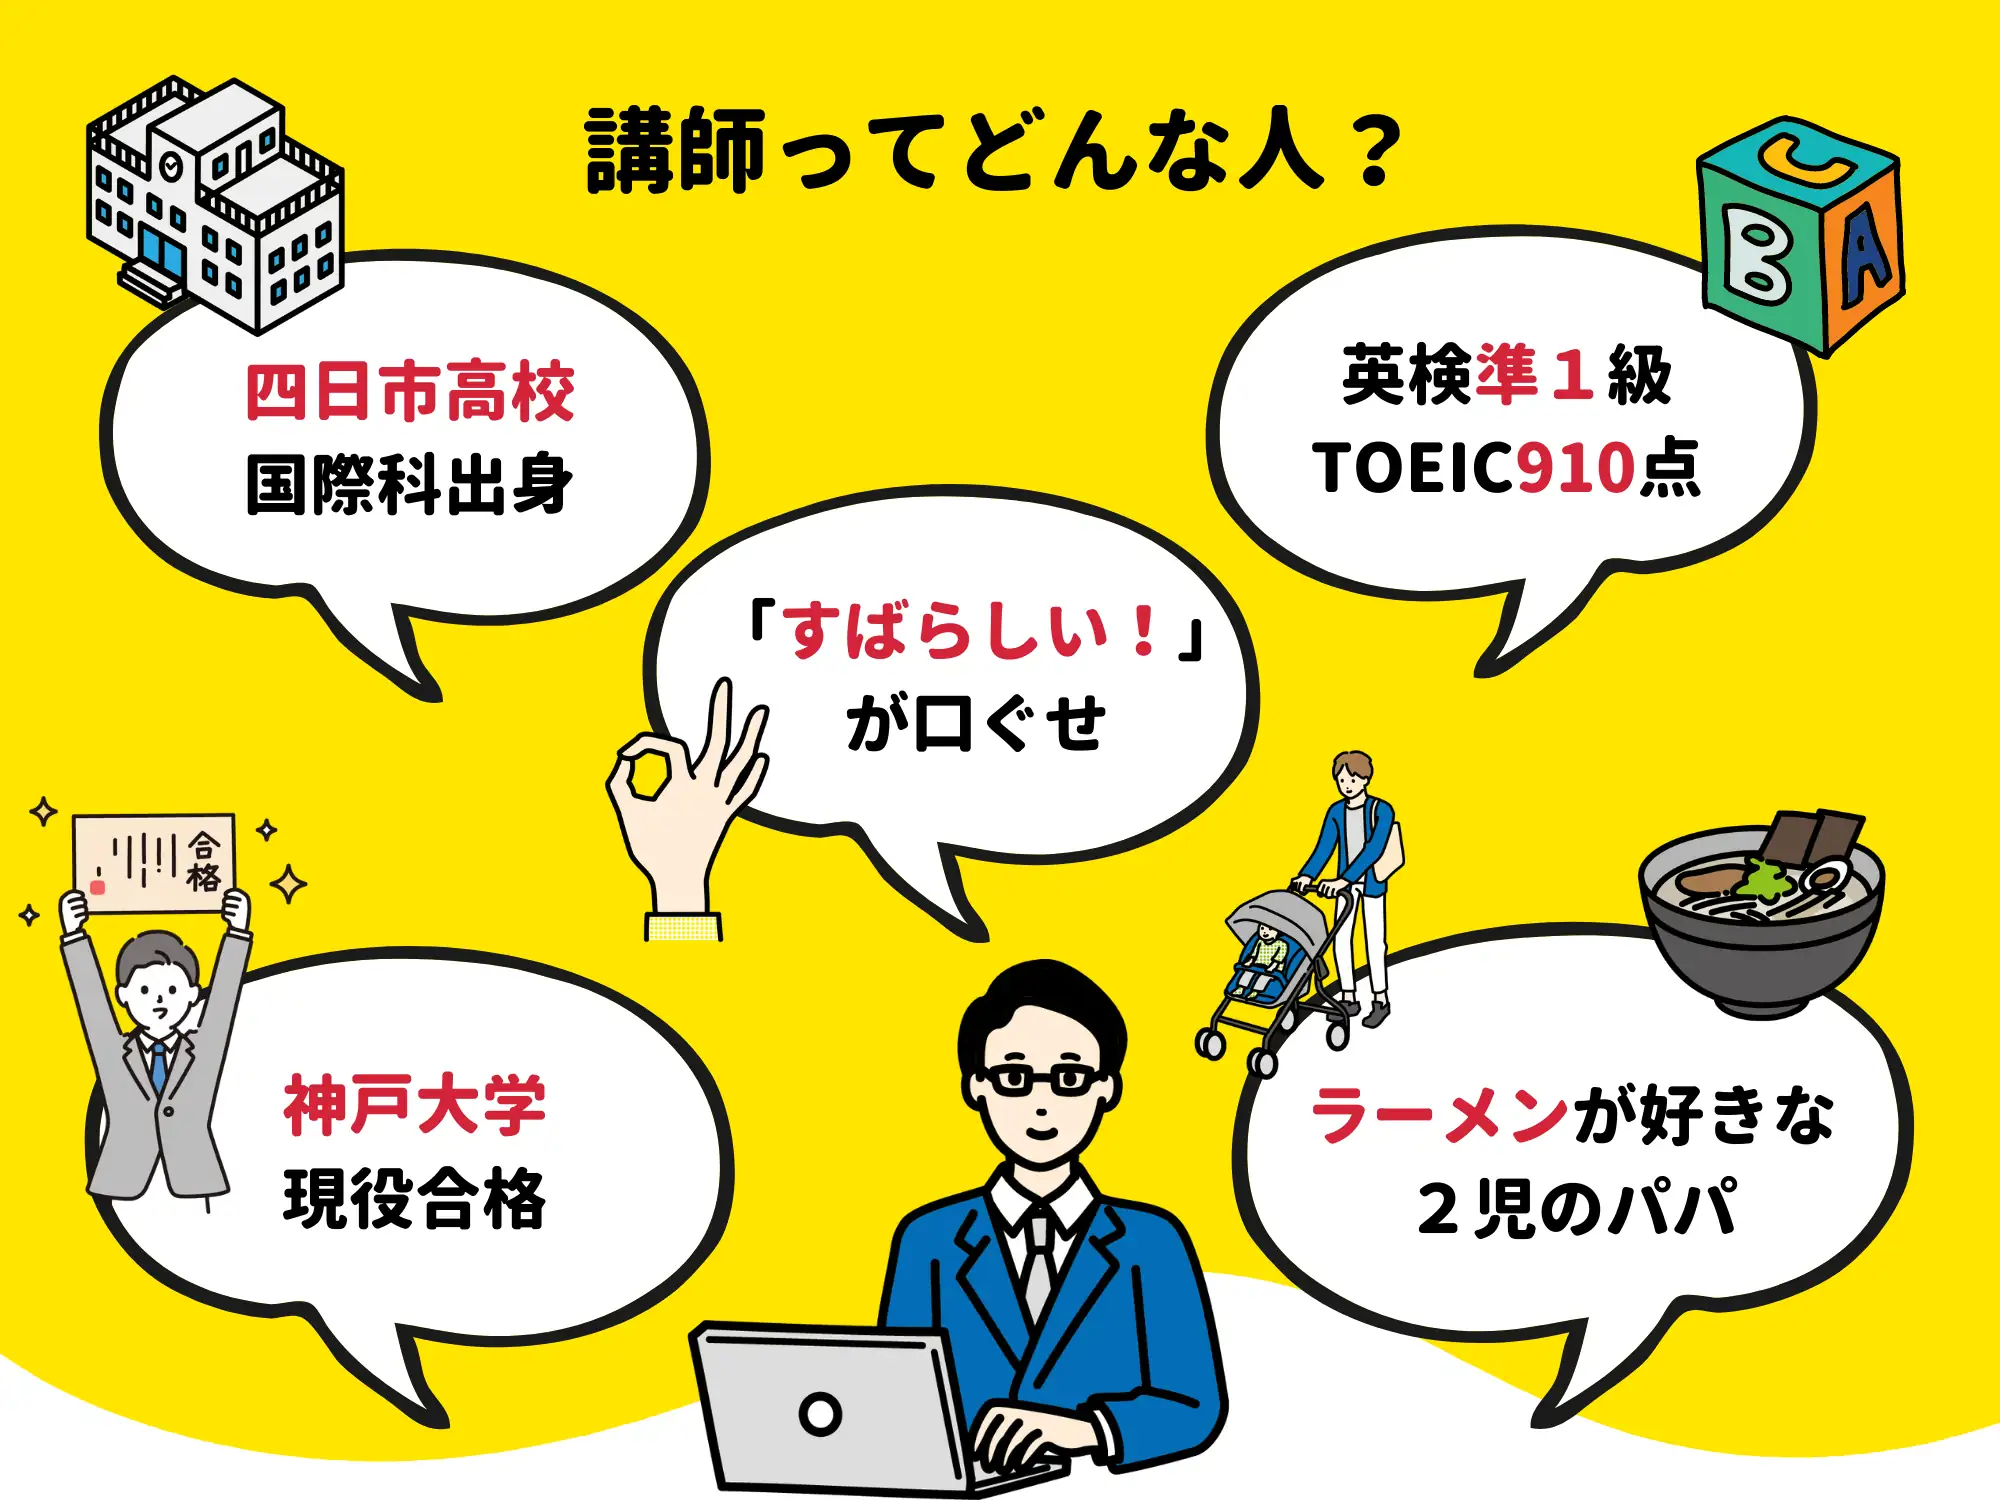 講師ってどんな人？
四日市高校
国際科出身
英検準１級
TOEIC910点
「すばらしい！」
が口ぐせ
合格
神戸大学
現役合格
ラーメンが好きな
２児のパパ
C
B
A